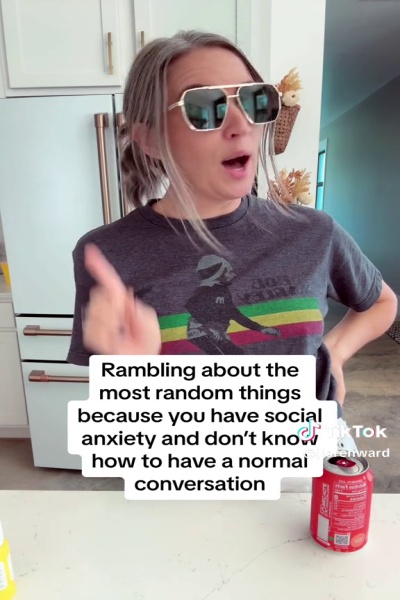 Rambling about the
most random things
because you have social
anxiety and don't know
how to have a normal
conversation
TikTok